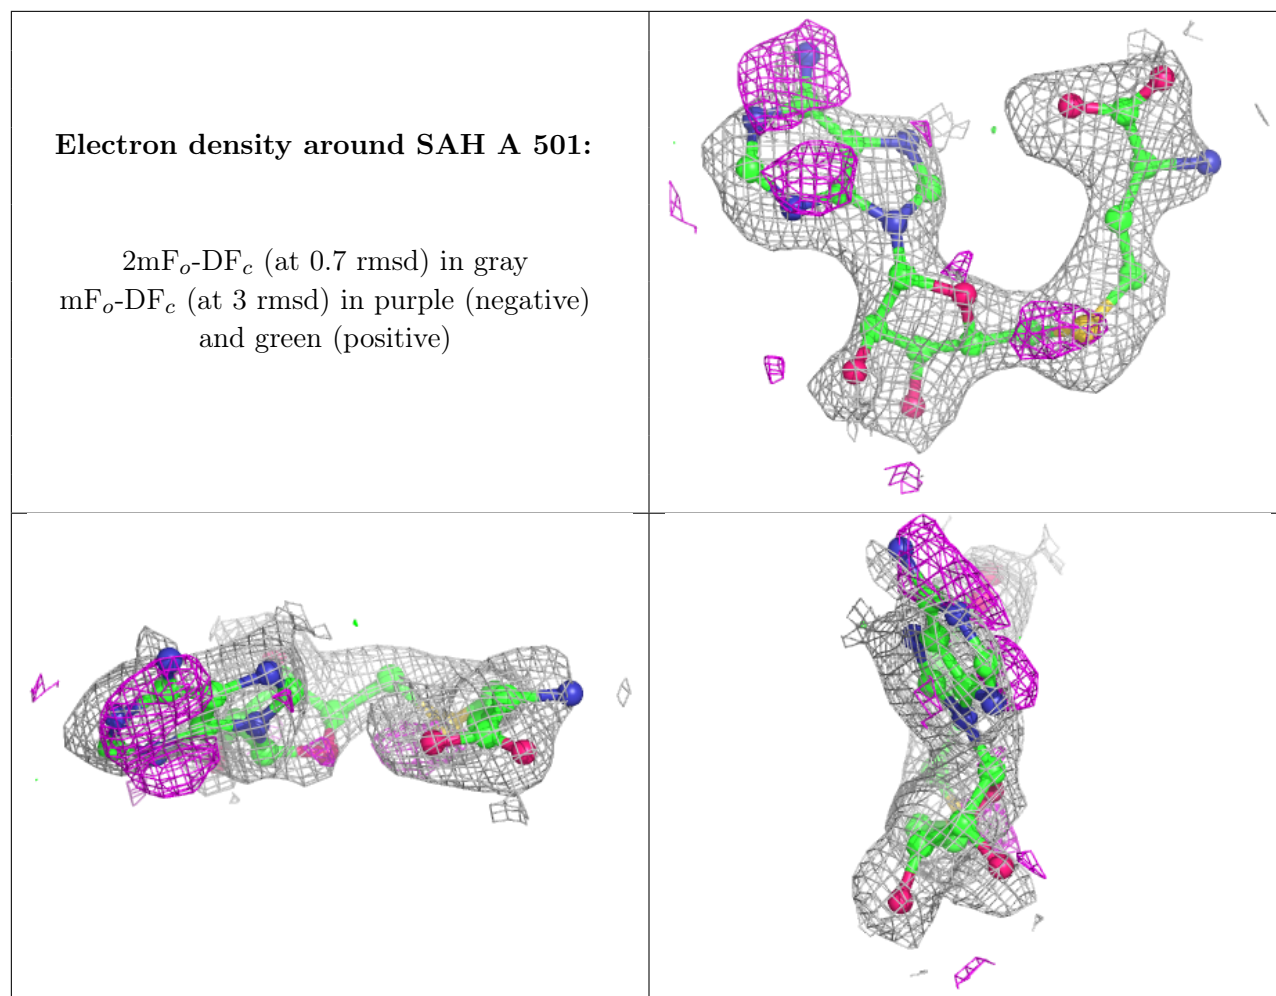 Electron density around SAH A 501:
2mFo-DFc (at 0.7 rmsd) in gray
mFo-DFc (at 3 rmsd) in purple (negative)
and green (positive)